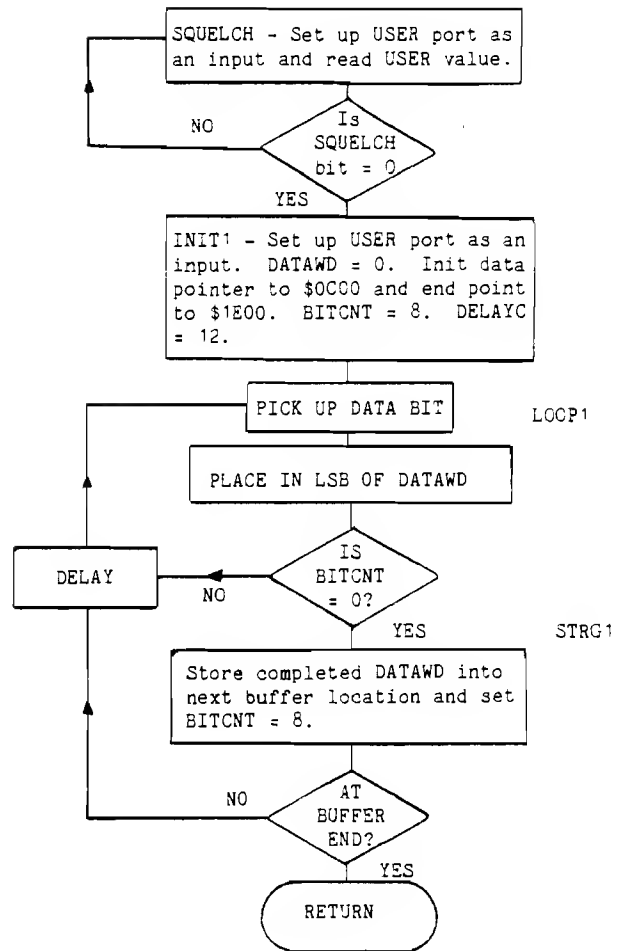 SQUELCH - Set up USER port as
an input and read USER value.
NO
Is
SQUELCH
bit = 0
YES
INIT1 - Set up USER port as an
input. DATAWD = 0. Init data
pointer to $0C00 and end point
to $1E00. BITCNT = 8. DELAYC
= 12.
PICK UP DATA BIT
LOOP1
PLACE IN LSB OF DATAWD
DELAY
NO
IS
BITCNT
= 0?
YES
STRG1
Store completed DATAWD into
next buffer location and set
BITCNT = 8.
NO
AT
BUFFER
END?
YES
RETURN